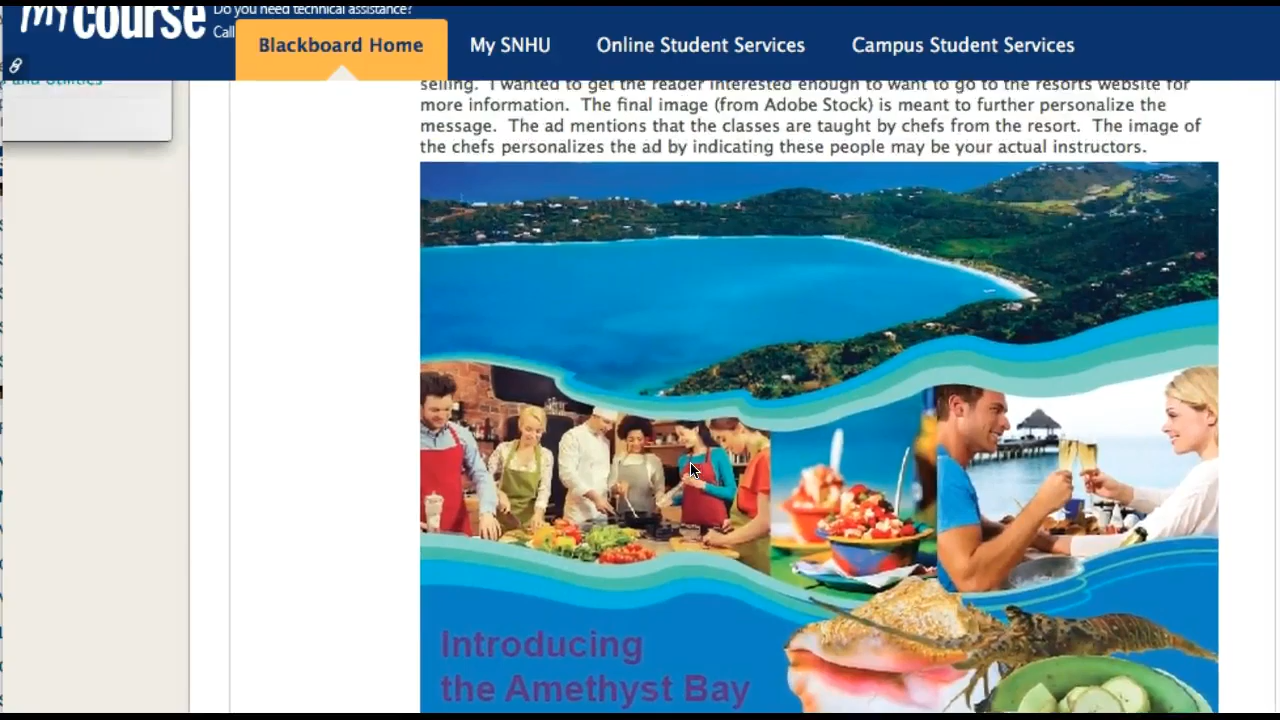 my course
Do you need technical assistance?
Call
Blackboard Home
My SNHU
Online Student Services
Campus Student Services
and Utilities
selling. I wanted to get the reader interested enough to want to go to the resorts website for
more information. The final image (from Adobe Stock) is meant to further personalize the
message. The ad mentions that the classes are taught by chefs from the resort. The image of
the chefs personalizes the ad by indicating these people may be your actual instructors.
Introducing
the Amethyst Bay